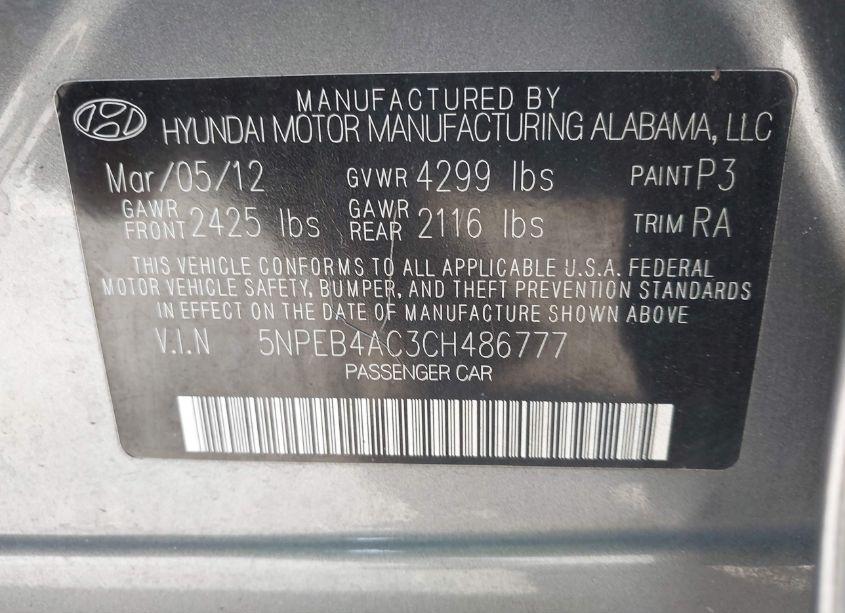 MANUFACTURED BY
HYUNDAI MOTOR MANUFACTURING ALABAMA, LLC
Mar/05/12 GVWR 4299 lbs PAINT P3
GAWR FRONT 2425 lbs GAWR REAR 2116 lbs TRIM RA
THIS VEHICLE CONFORMS TO ALL APPLICABLE U.S.A. FEDERAL
MOTOR VEHICLE SAFETY, BUMPER, AND THEFT PREVENTION STANDARDS
IN EFFECT ON THE DATE OF MANUFACTURE SHOWN ABOVE
V.I.N 5NPEB4AC3CH486777
PASSENGER CAR